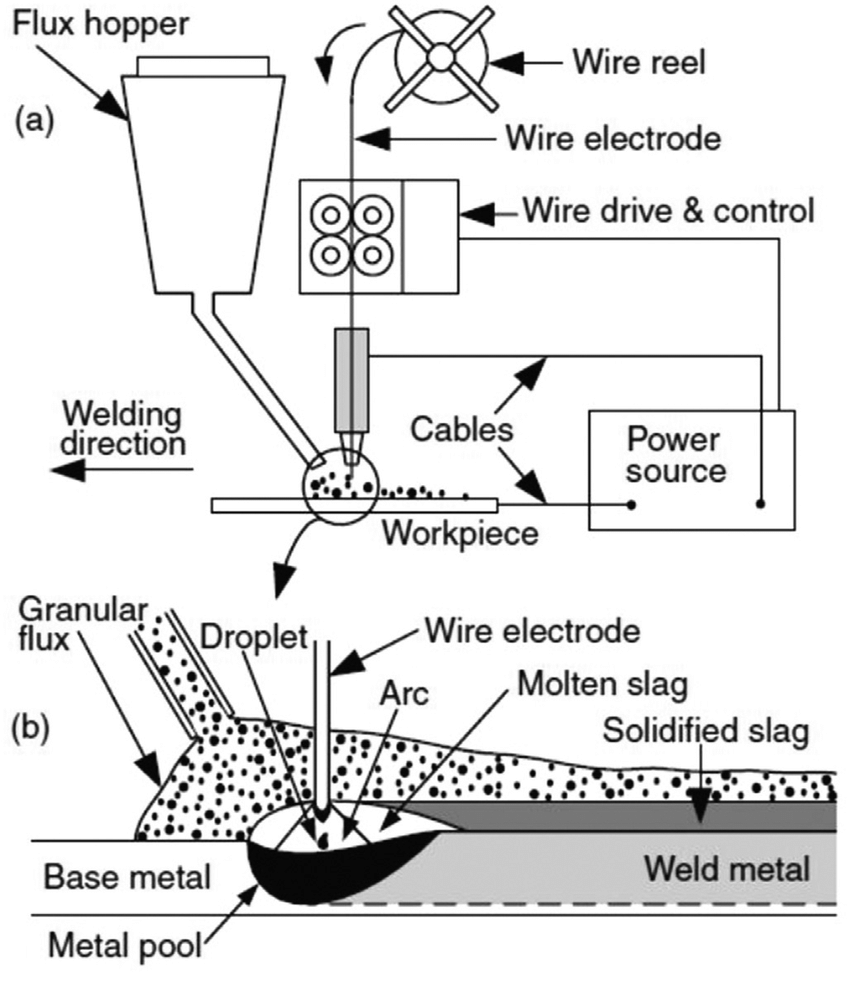 Flux hopper
(a)
Wire reel
Wire electrode
Wire drive & control
Welding
direction
Cables
Power
source
Workpiece
Granular
flux
Droplet
Wire electrode
Arc
Molten slag
(b)
Solidified slag
Base metal
Weld metal
Metal pool